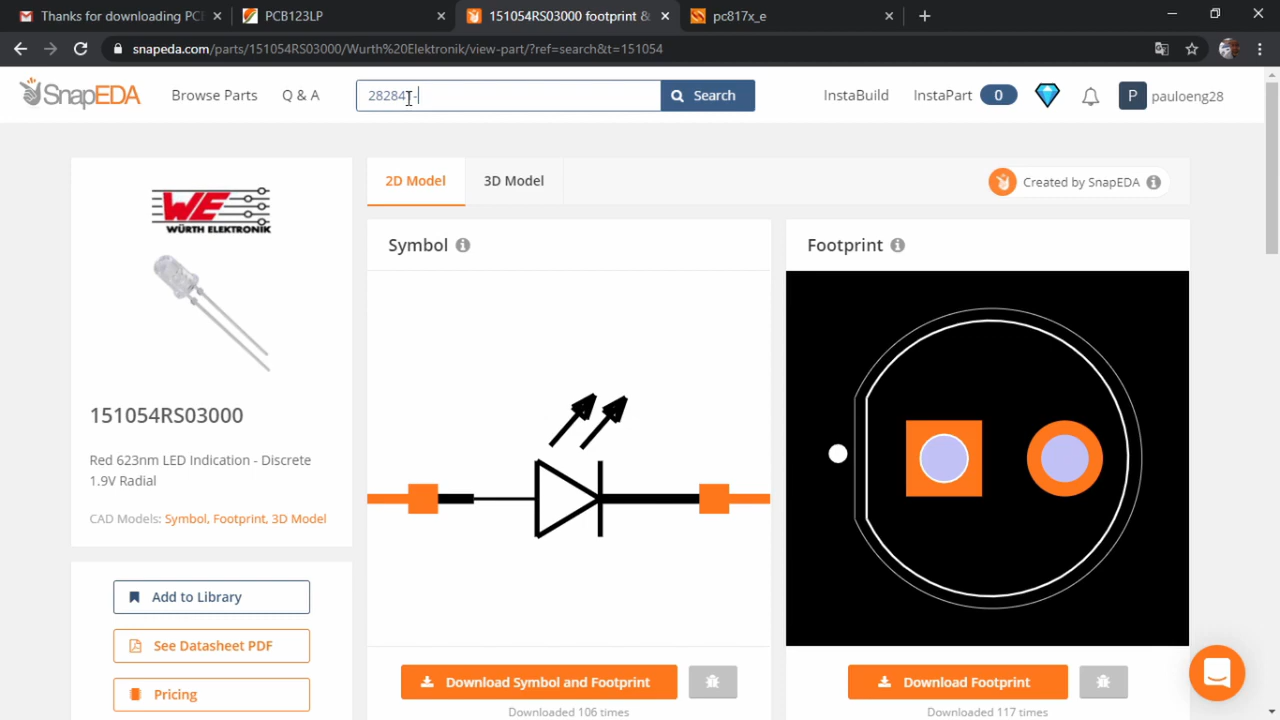 Thanks for downloading PC
PCB123LP
151054RS03000 footprint &
pc817x_e
snapeda.com/parts/151054RS03000/Wurth%20Elektronik/view-part/?ref=search&t=151054
SnapEDA
Browse Parts
Q & A
Search
InstaBuild
InstaPart
0
P
pauloeng28
WE
WÜRTH ELEKTRONIK
2D Model
3D Model
Created by SnapEDA
Symbol
Footprint
151054RS03000
Red 623nm LED Indication - Discrete
1.9V Radial
CAD Models: Symbol, Footprint, 3D Model
Add to Library
See Datasheet PDF
Pricing
Download Symbol and Footprint
Downloaded 106 times
Download Footprint
Downloaded 117 times